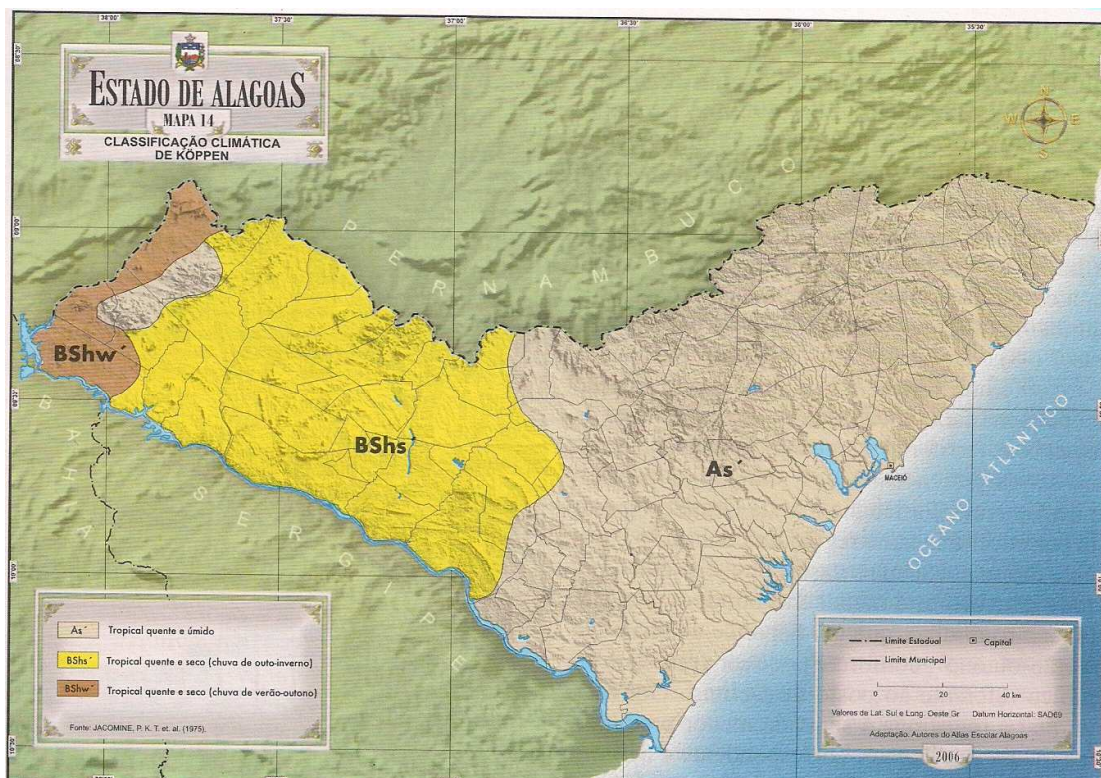 ESTADO DE ALAGOAS
MAPA 14
CLASSIFICAÇÃO CLIMÁTICA
DE KÖPPEN
38°00'
37°30'
37°00'
36°30'
36°00'
35°30'
N
W E
S
PERNAMBUCO
BShw´
BShs
As´
MACEIÓ
OCEANO ATLÂNTICO
BAHIA
SERGIPE
As´ Tropical quente e úmido
BShs´ Tropical quente e seco (chuva de outo-inverno)
BShw´ Tropical quente e seco (chuva de verão-outono)
Fonte: JACOMINE, P. K. T. et. al. (1975).
Limite Estadual Capital
Limite Municipal
0 20 40 km
Valores de Lat. Sul e Long. Oeste Gr Datum Horizontal: SAD69
Adaptação. Autores do Atlas Escolar Alagoas
2006